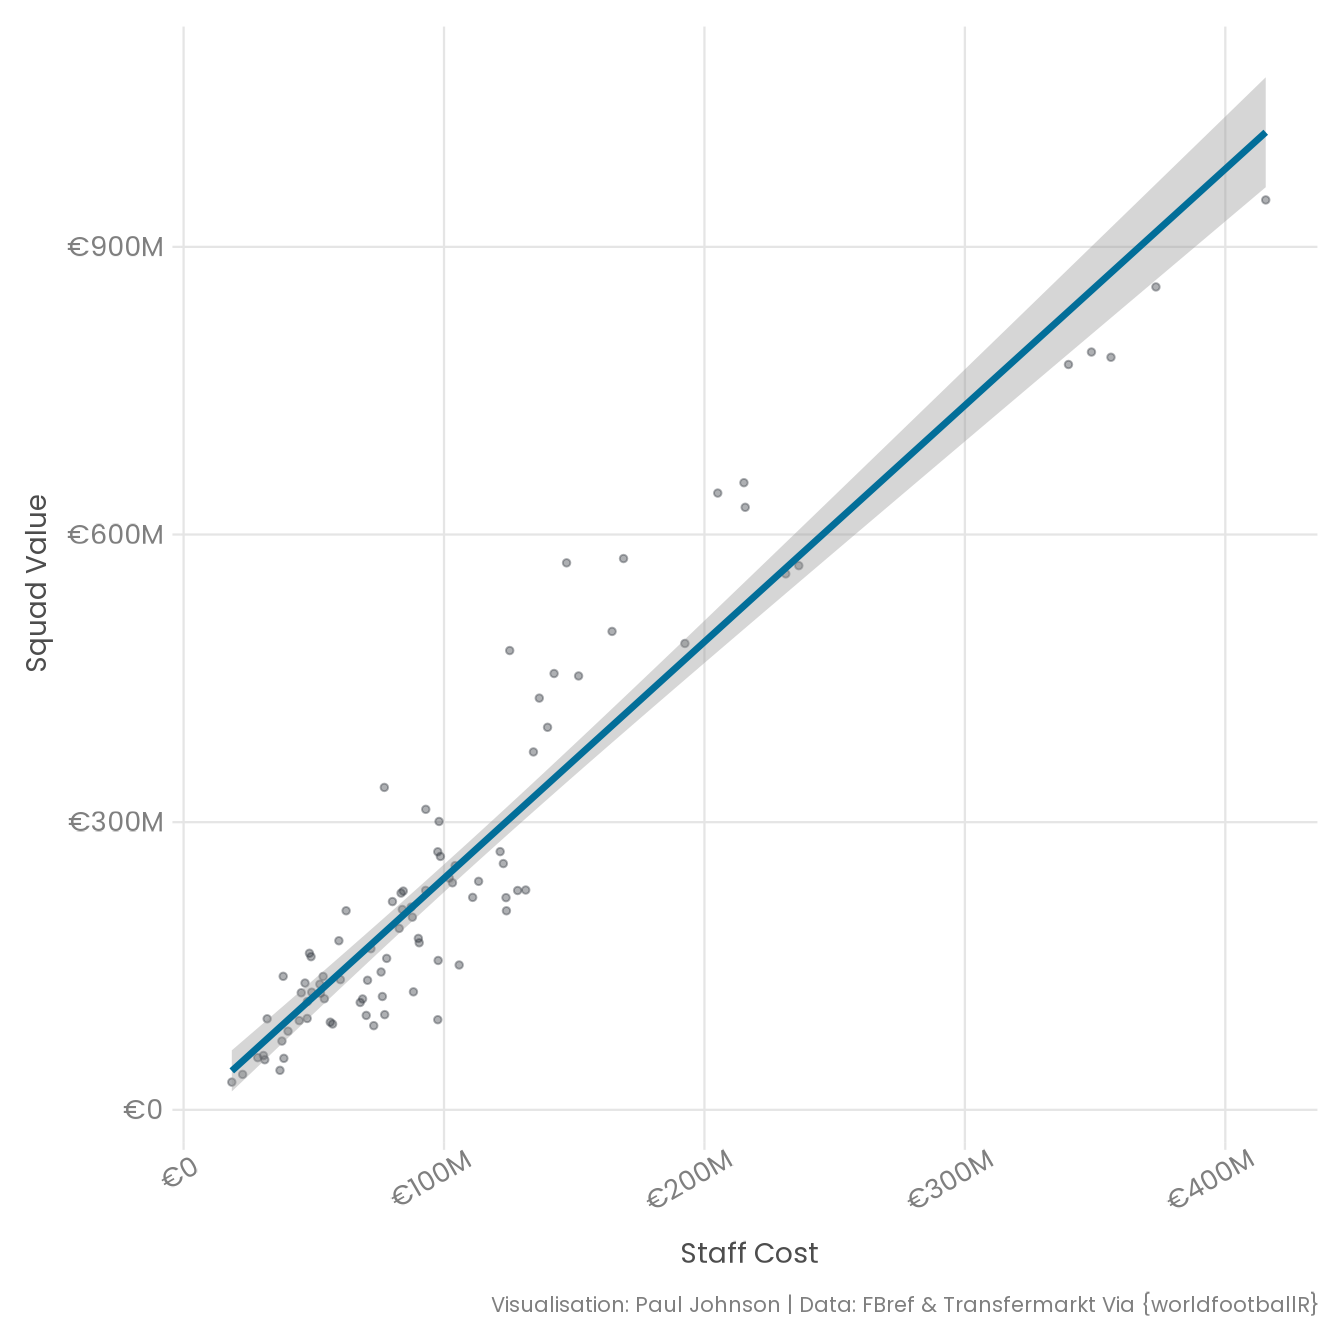 Squad Value
€900M
€600M
€300M
€0
€0
€100M
€200M
€300M
€400M
Staff Cost
Visualisation: Paul Johnson | Data: FBref & Transfermarkt Via {worldfootballR}